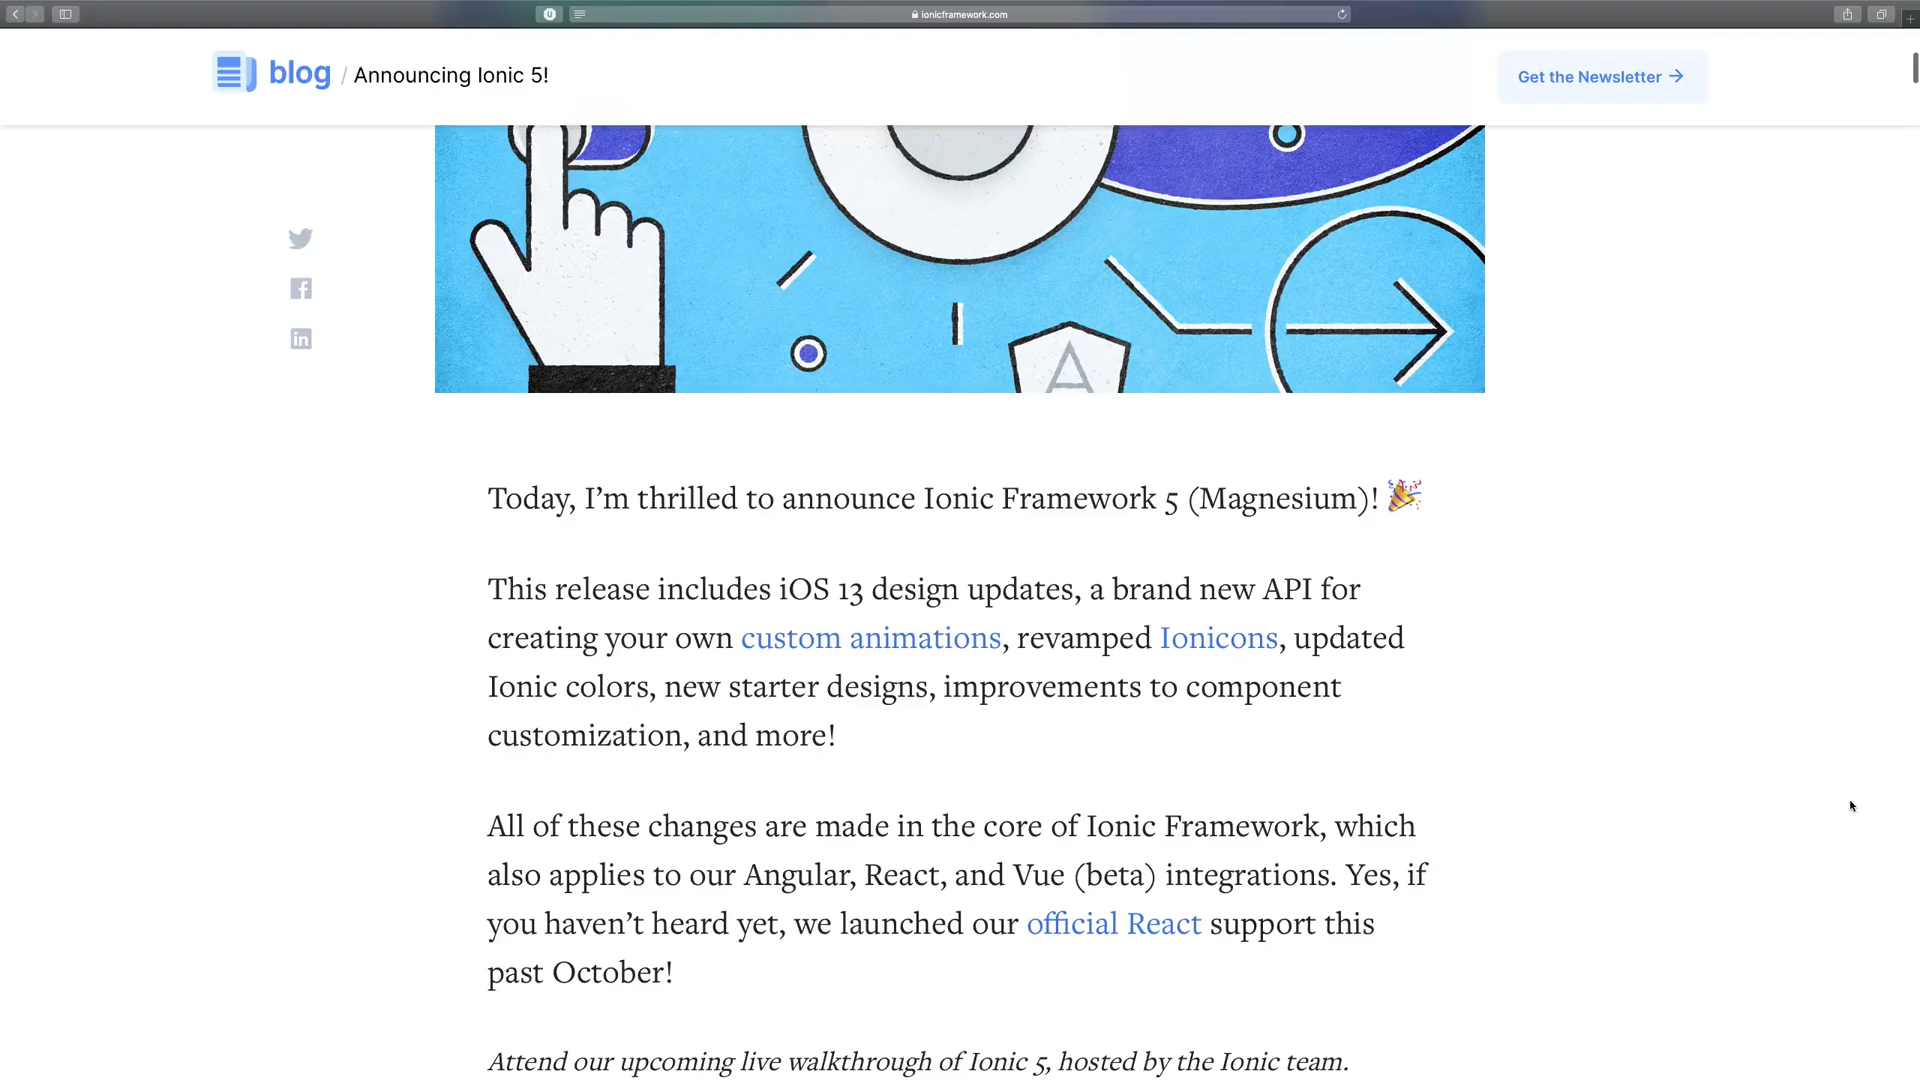 ionicframework.com
blog / Announcing Ionic 5!
Get the Newsletter →
A
Today, I’m thrilled to announce Ionic Framework 5 (Magnesium)! 🎉
This release includes iOS 13 design updates, a brand new API for
creating your own custom animations, revamped Ionicons, updated
Ionic colors, new starter designs, improvements to component
customization, and more!
All of these changes are made in the core of Ionic Framework, which
also applies to our Angular, React, and Vue (beta) integrations. Yes, if
you haven’t heard yet, we launched our official React support this
past October!
Attend our upcoming live walkthrough of Ionic 5, hosted by the Ionic team.